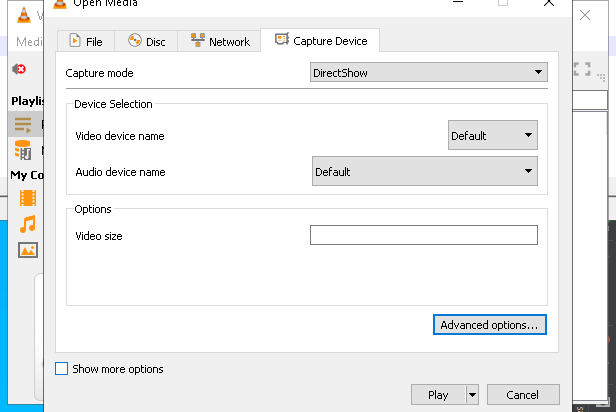 Open Media
Medi
File
Disc
Network
Capture Device
Capture mode
DirectShow
Playlis
Device Selection
Video device name
Default
Audio device name
Default
My Co
Options
Video size
Advanced options...
Show more options
Play
Cancel